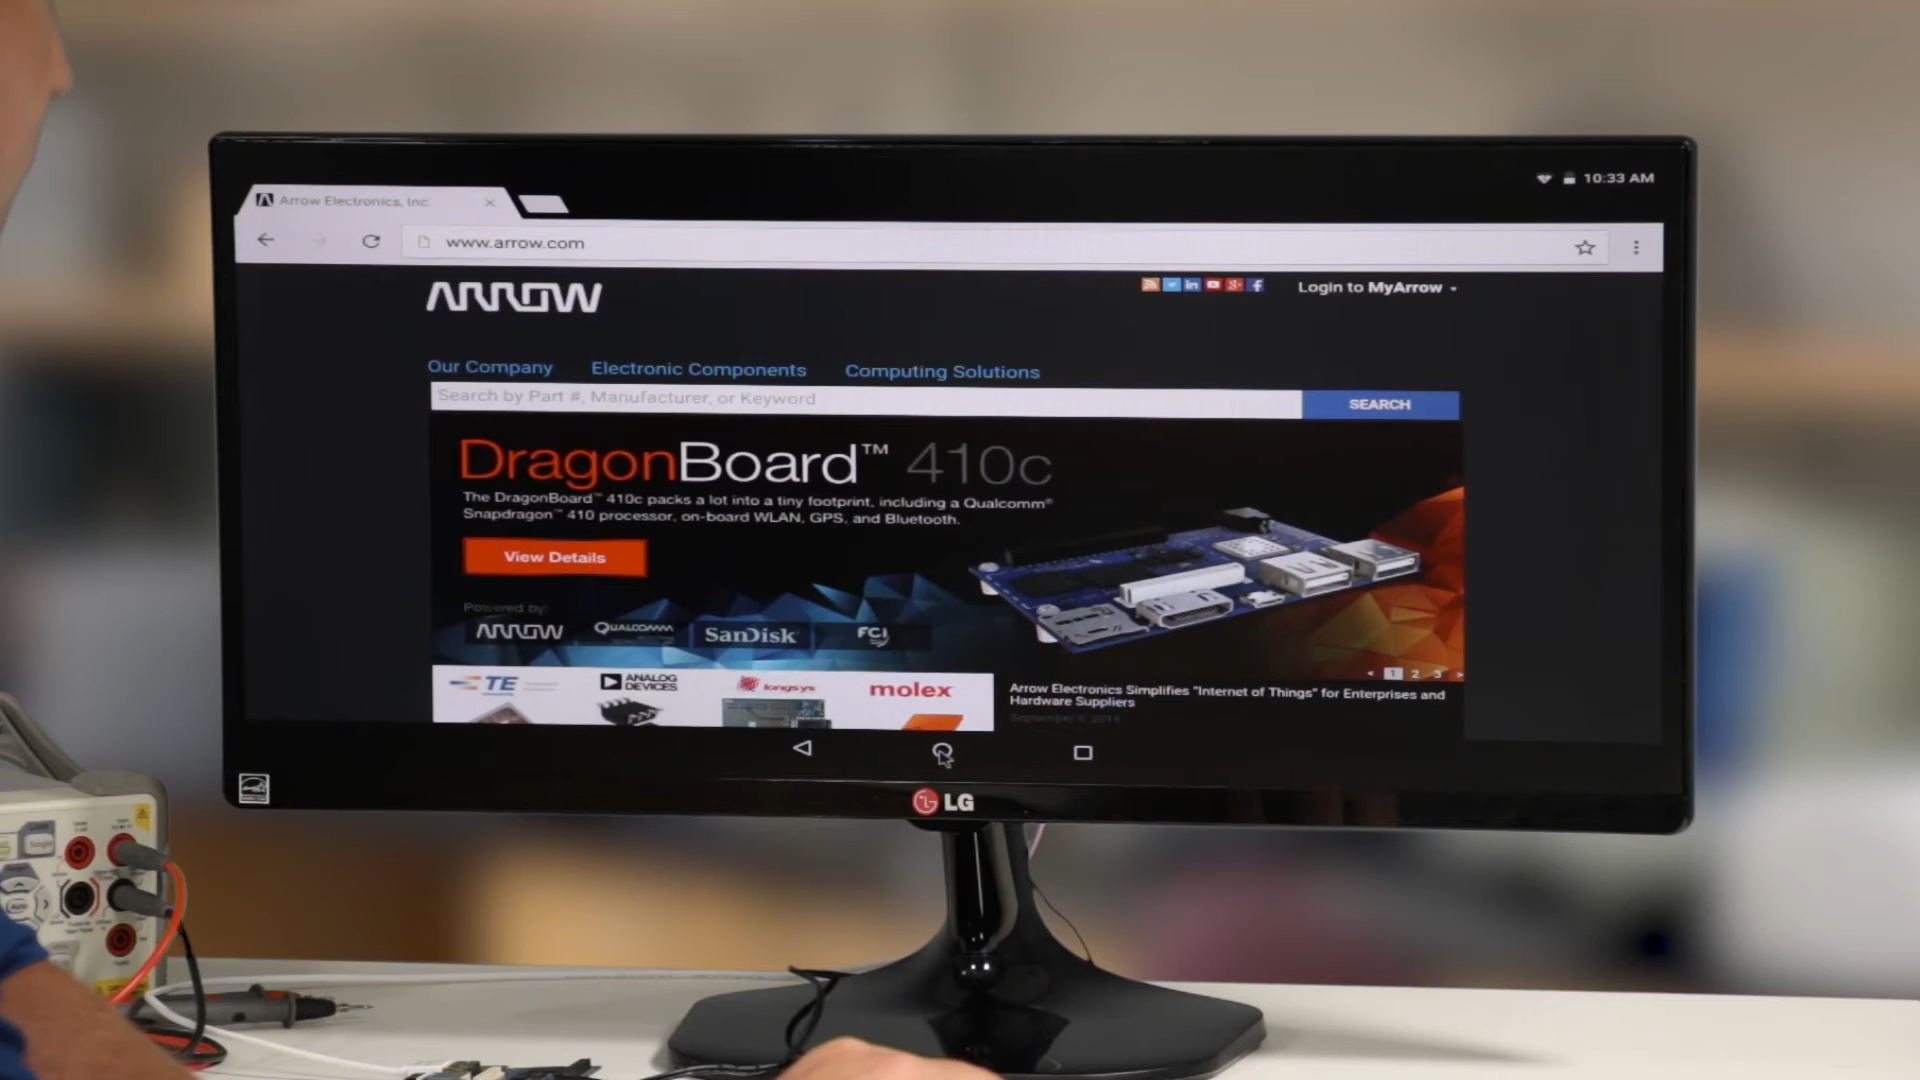 10:33 AM
Arrow Electronics, Inc.
www.arrow.com
ARROW
Login to MyArrow
Our Company Electronic Components Computing Solutions
Search by Part #, Manufacturer, or Keyword
SEARCH
DragonBoard™ 410c
The DragonBoard™ 410c packs a lot into a tiny footprint, including a Qualcomm®
Snapdragon™ 410 processor, on-board WLAN, GPS, and Bluetooth.
View Details
Powered by:
ARROW QUALCOMM SanDisk FCI
< 1 2 3 >
TE ANALOG DEVICES longsys molex
Arrow Electronics Simplifies "Internet of Things" for Enterprises and
Hardware Suppliers
LG